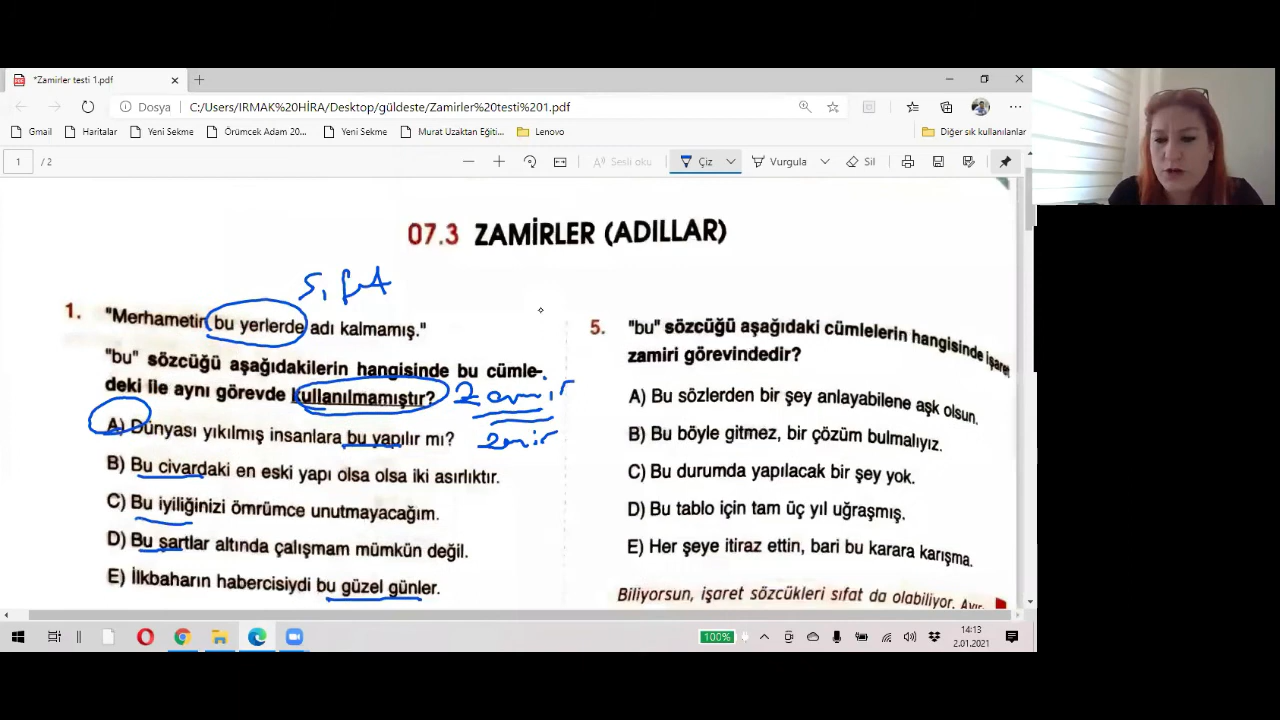 *Zamirler testi 1.pdf
Dosya C:/Users/IRMAK%20HİRA/Desktop/güldeste/Zamirler%20testi%201.pdf
Gmail Haritalar Yeni Sekme Örümcek Adam 20... Yeni Sekme Murat Uzaktan Eğiti... Lenovo Diğer sık kullanılanlar
1 / 2 Sesli oku Çiz Vurgula Sil
07.3 ZAMİRLER (ADILLAR)
sıfat
1. "Merhametin bu yerlerde adı kalmamış."
"bu" sözcüğü aşağıdakilerin hangisinde bu cümle-
deki ile aynı görevde kullanılmamıştır?
zamir
zamir
A) Dünyası yıkılmış insanlara bu yapılır mı?
B) Bu civardaki en eski yapı olsa olsa iki asırlıktır.
C) Bu iyiliğinizi ömrümce unutmayacağım.
D) Bu şartlar altında çalışmam mümkün değil.
E) İlkbaharın habercisiydi bu güzel günler.
5. "bu" sözcüğü aşağıdaki cümlelerin hangisinde işaret
zamiri görevindedir?
A) Bu sözlerden bir şey anlayabilene aşk olsun.
B) Bu böyle gitmez, bir çözüm bulmalıyız.
C) Bu durumda yapılacak bir şey yok.
D) Bu tablo için tam üç yıl uğraşmış.
E) Her şeye itiraz ettin, bari bu karara karışma.
Biliyorsun, işaret sözcükleri sıfat da olabiliyor. Ayır-
100%
14:13
2.01.2021